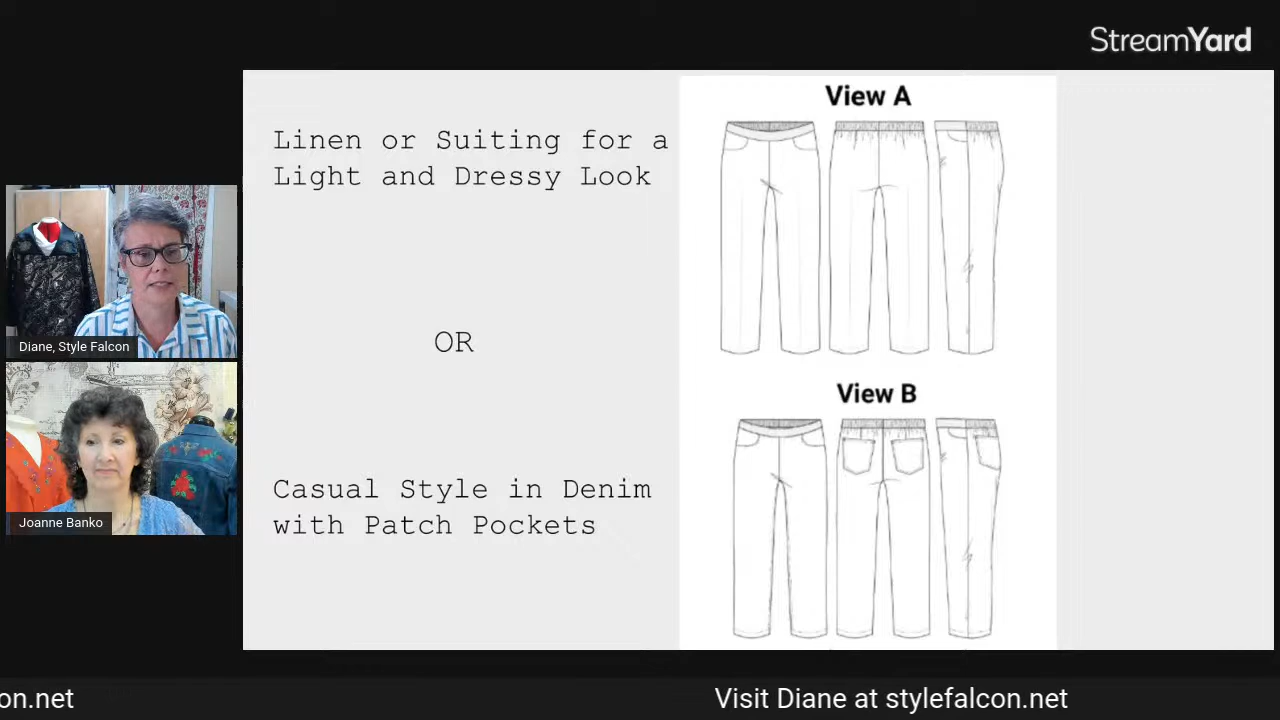 StreamYard
View A
Linen or Suiting for a
Light and Dressy Look
OR
View B
Casual Style in Denim
with Patch Pockets
Diane, Style Falcon
Joanne Banko
on.net
Visit Diane at stylefalcon.net